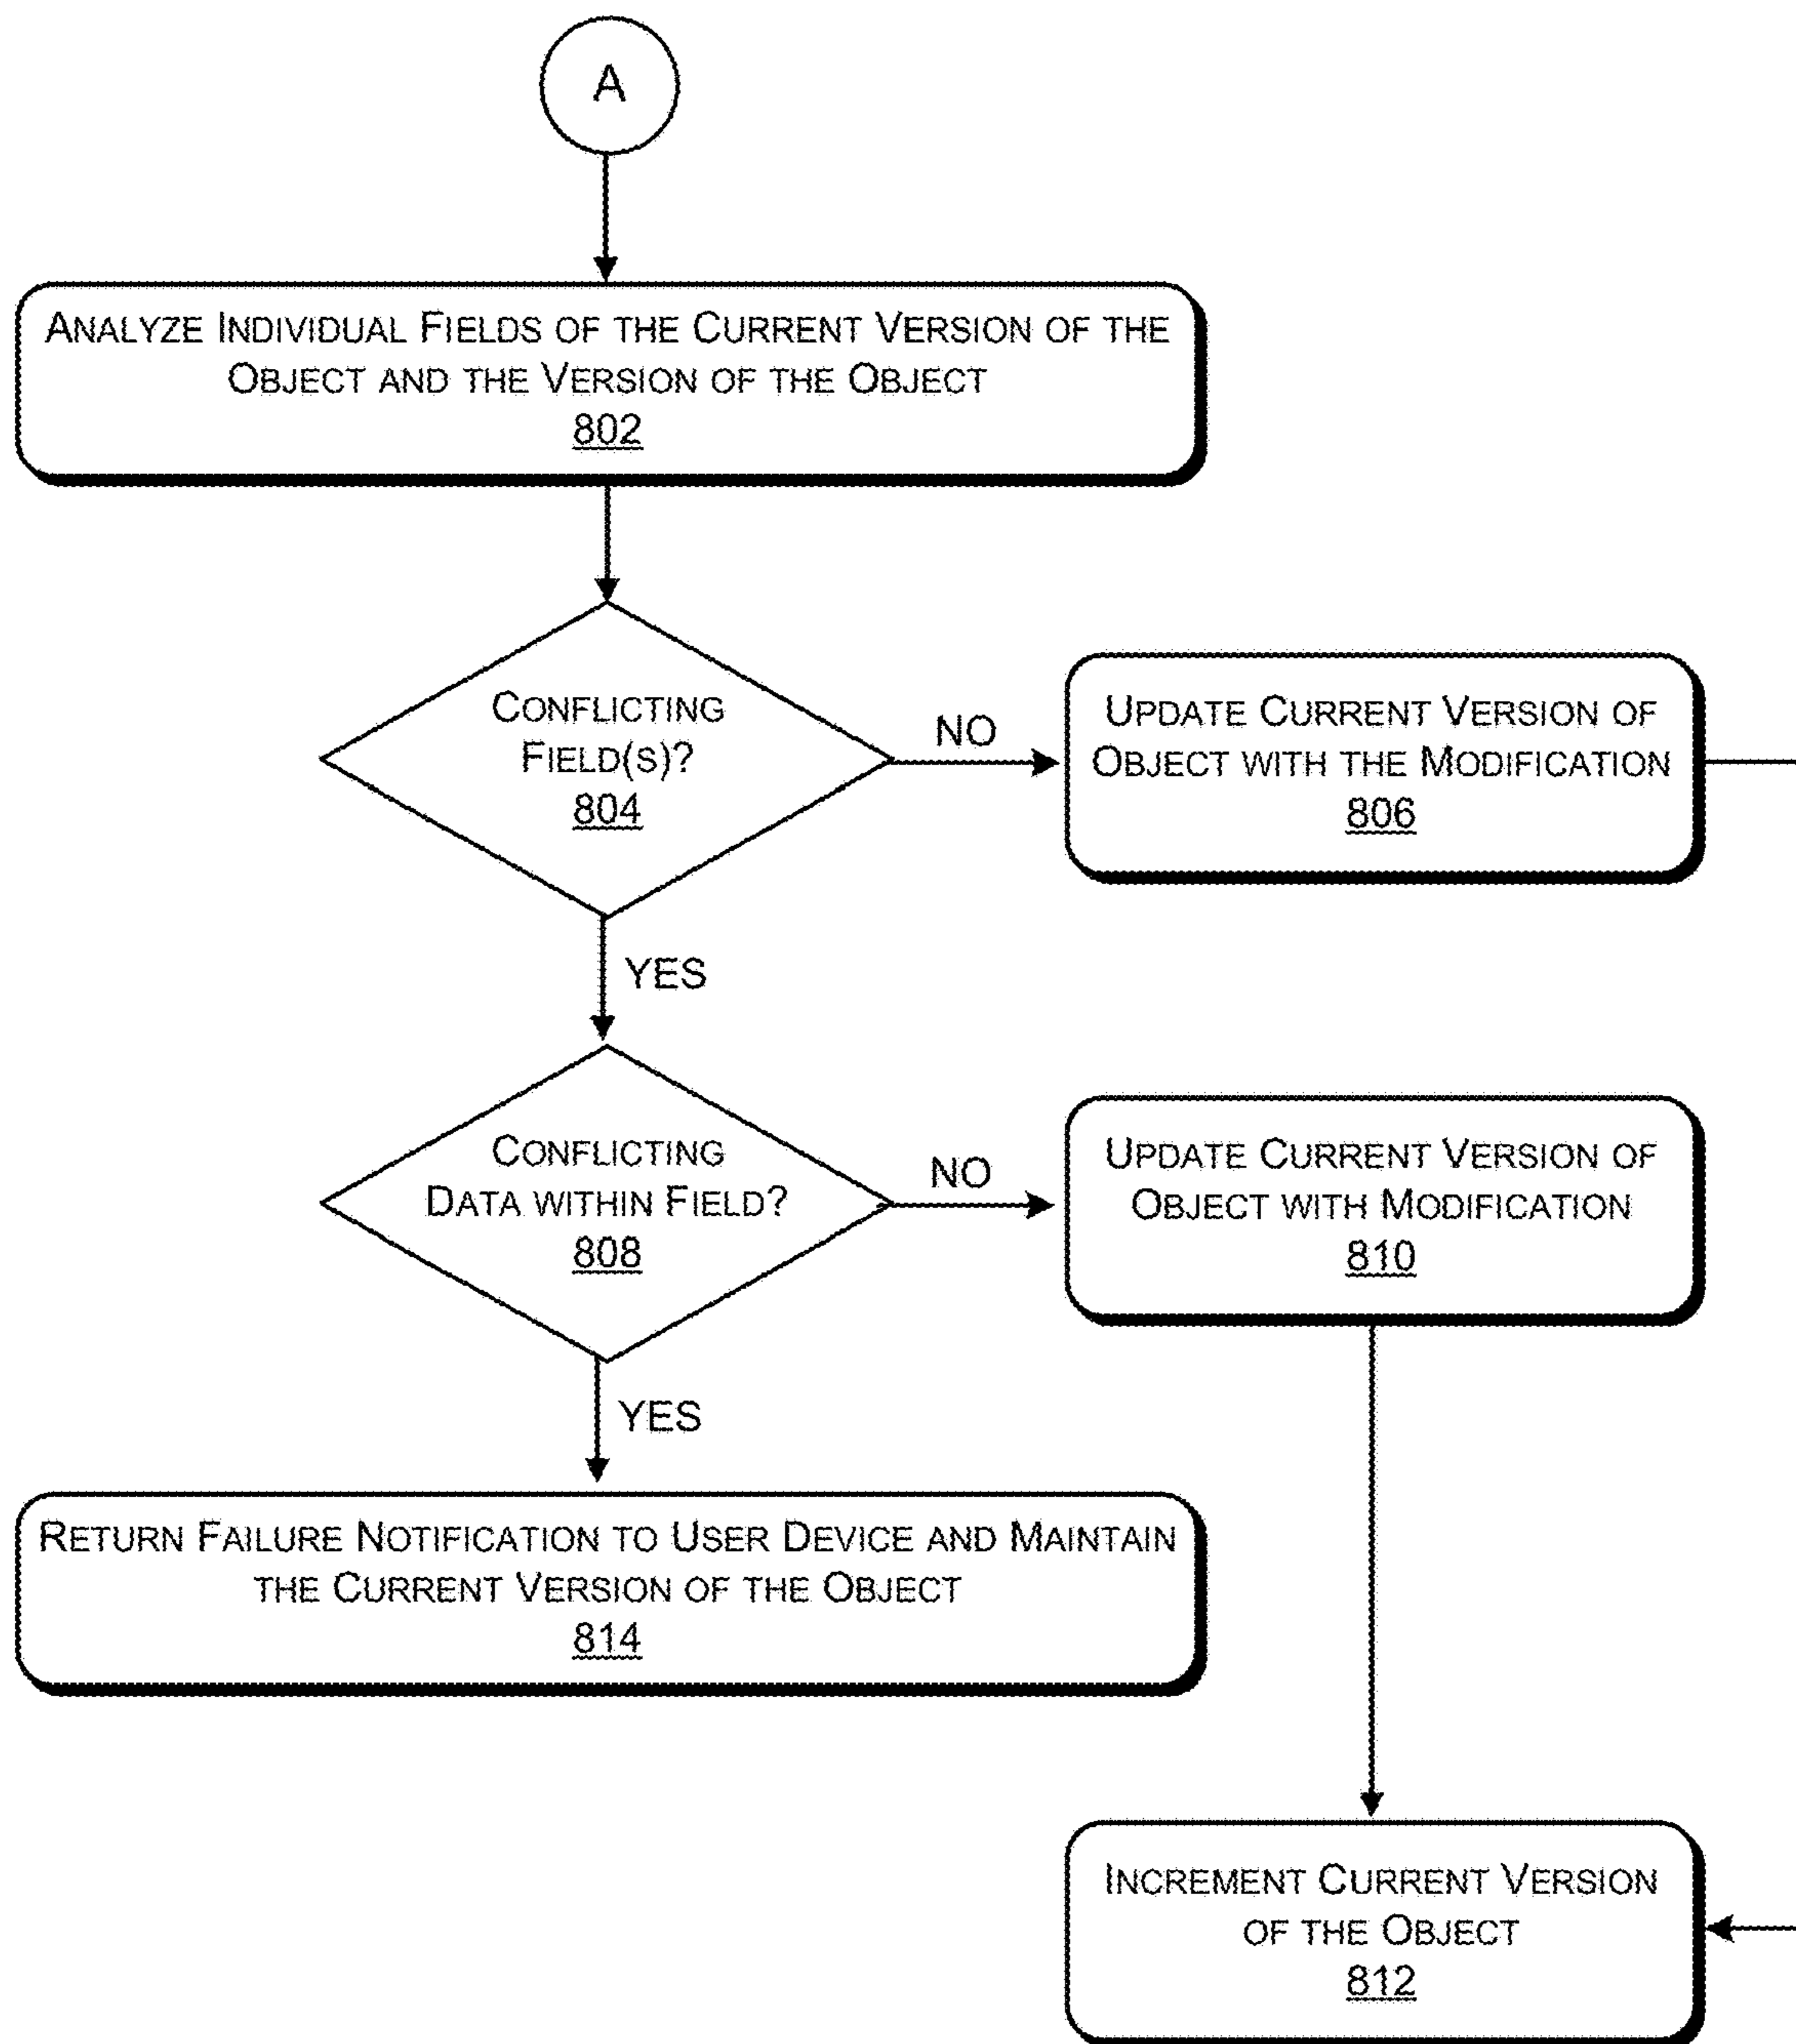 A
ANALYZE INDIVIDUAL FIELDS OF THE CURRENT VERSION OF THE
OBJECT AND THE VERSION OF THE OBJECT
802
CONFLICTING
FIELD(S)?
804
NO
UPDATE CURRENT VERSION OF
OBJECT WITH THE MODIFICATION
806
YES
CONFLICTING
DATA WITHIN FIELD?
808
NO
UPDATE CURRENT VERSION OF
OBJECT WITH MODIFICATION
810
YES
RETURN FAILURE NOTIFICATION TO USER DEVICE AND MAINTAIN
THE CURRENT VERSION OF THE OBJECT
814
INCREMENT CURRENT VERSION
OF THE OBJECT
812